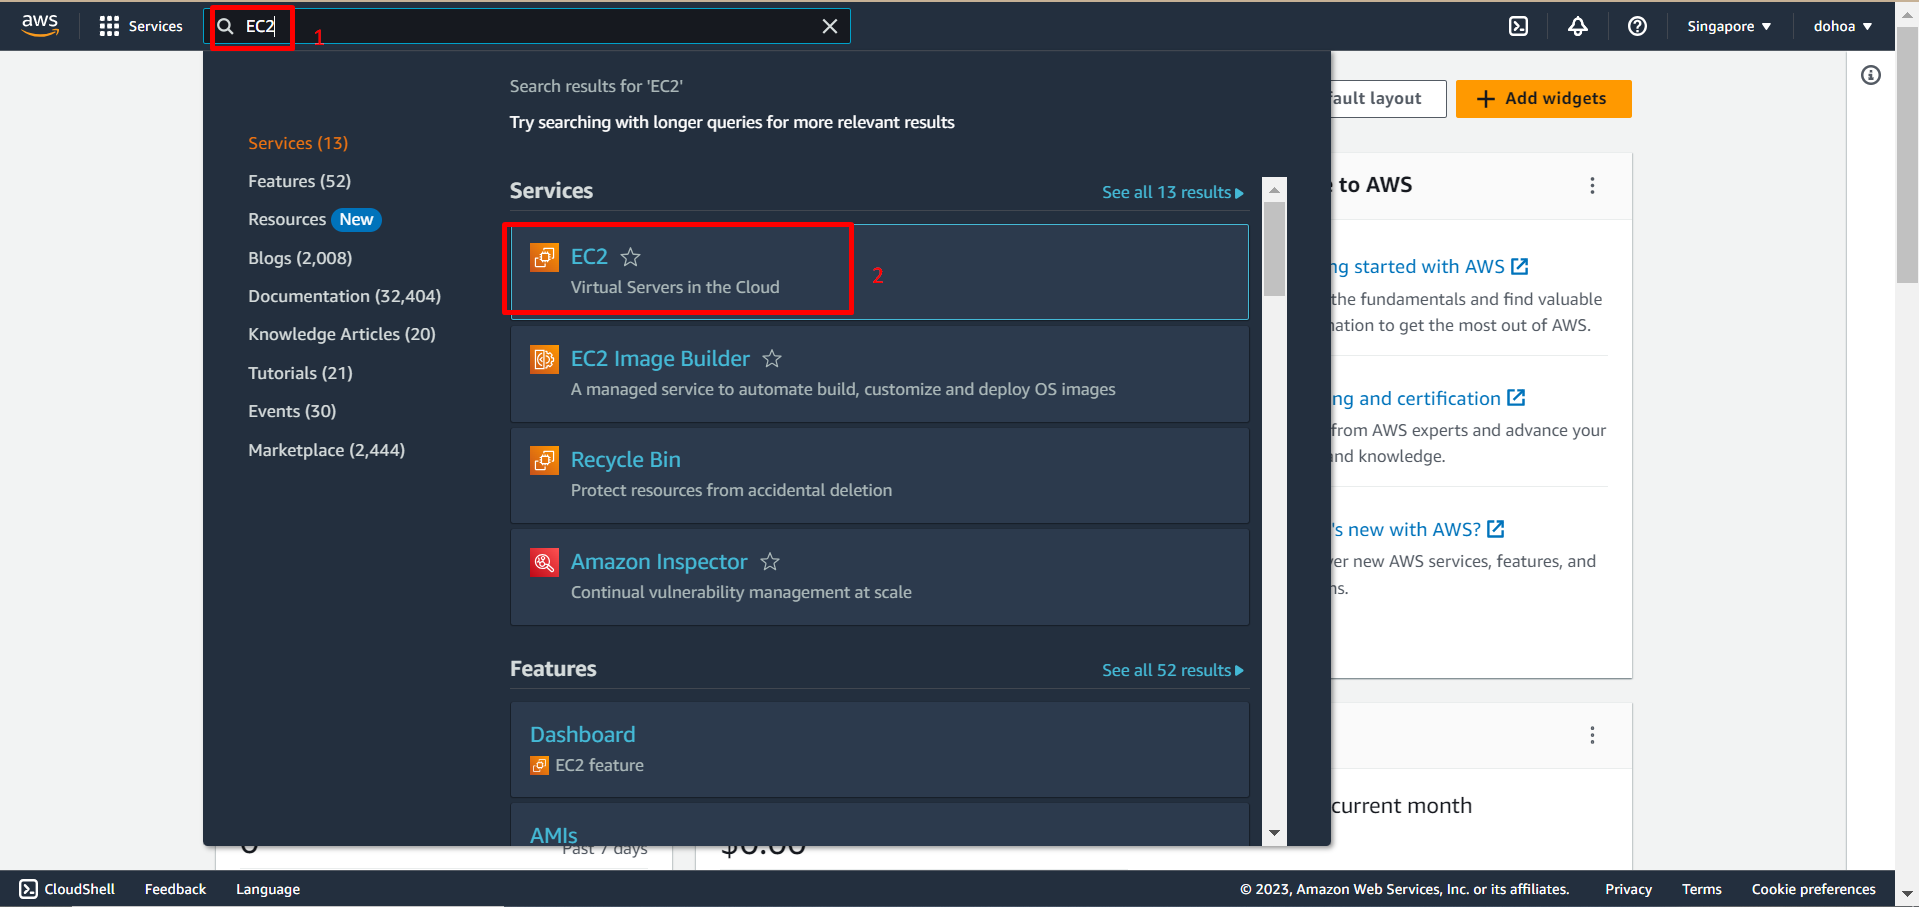 aws
Services
EC2
1
Singapore
dohoa
Search results for 'EC2'
Try searching with longer queries for more relevant results
Services (13)
Features (52)
Resources New
Blogs (2,008)
Documentation (32,404)
Knowledge Articles (20)
Tutorials (21)
Events (30)
Marketplace (2,444)
Services
See all 13 results
EC2
Virtual Servers in the Cloud
2
EC2 Image Builder
A managed service to automate build, customize and deploy OS images
Recycle Bin
Protect resources from accidental deletion
Amazon Inspector
Continual vulnerability management at scale
Features
See all 52 results
Dashboard
EC2 feature
AMIs
Past 7 days
$0.00
layout
Add widgets
to AWS
started with AWS
the fundamentals and find valuable
to get the most out of AWS.
and certification
from AWS experts and advance your
knowledge.
's new with AWS?
new AWS services, features, and
current month
CloudShell
Feedback
Language
© 2023, Amazon Web Services, Inc. or its affiliates.
Privacy
Terms
Cookie preferences